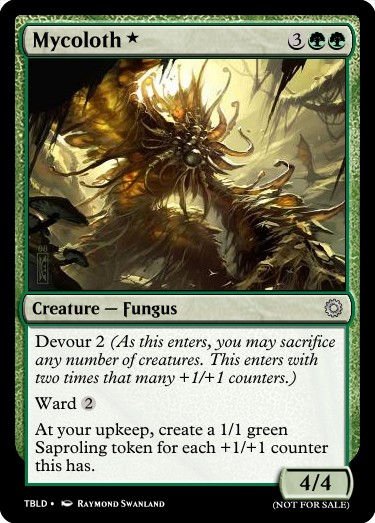 Mycoloth ★ 3
Creature — Fungus
Devour 2 (As this enters, you may sacrifice
any number of creatures. This enters with
two times that many +1/+1 counters.)
Ward 2
At your upkeep, create a 1/1 green
Saproling token for each +1/+1 counter
this has.
4/4
TBLD • Raymond Swanland
(NOT FOR SALE)